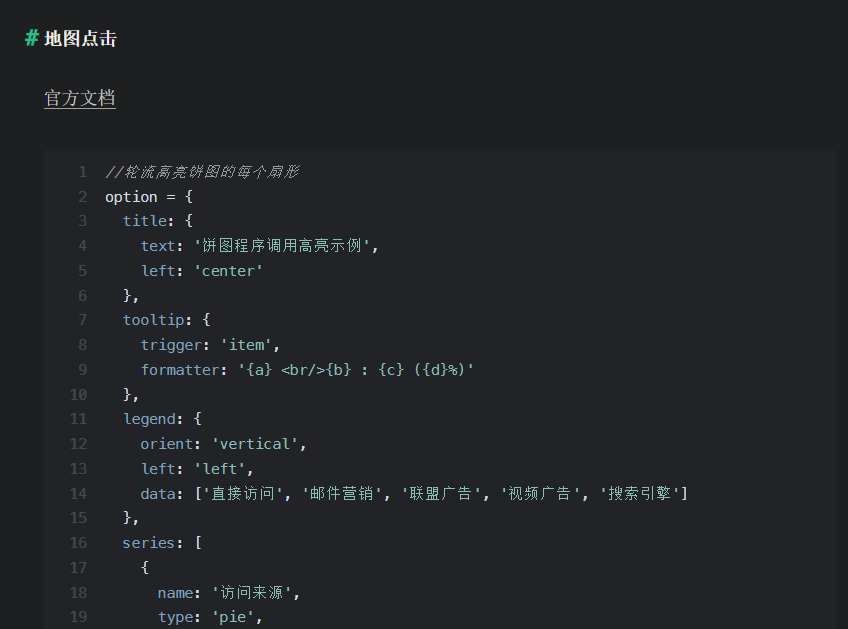 # 地图点击
官方文档
1 //轮流高亮饼图的每个扇形
2 option = {
3   title: {
4     text: '饼图程序调用高亮示例',
5     left: 'center'
6   },
7   tooltip: {
8     trigger: 'item',
9     formatter: '{a} <br/>{b} : {c} ({d}%)'
10   },
11   legend: {
12     orient: 'vertical',
13     left: 'left',
14     data: ['直接访问', '邮件营销', '联盟广告', '视频广告', '搜索引擎']
15   },
16   series: [
17     {
18       name: '访问来源',
19       type: 'pie',